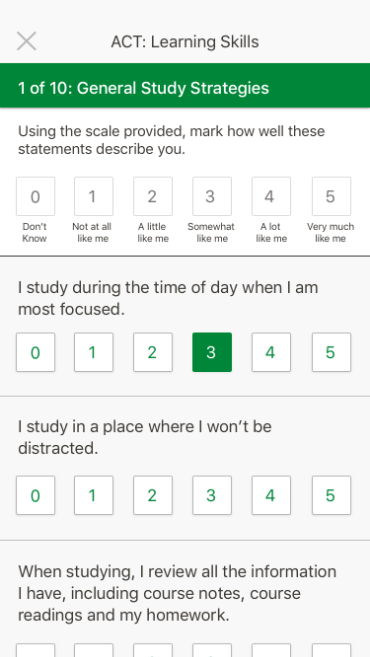 ACT: Learning Skills
1 of 10: General Study Strategies
Using the scale provided, mark how well these
statements describe you.
0 1 2 3 4 5
Don't Know Not at all like me A little like me Somewhat like me A lot like me Very much like me
I study during the time of day when I am
most focused.
0 1 2 3 4 5
I study in a place where I won't be
distracted.
0 1 2 3 4 5
When studying, I review all the information
I have, including course notes, course
readings and my homework.